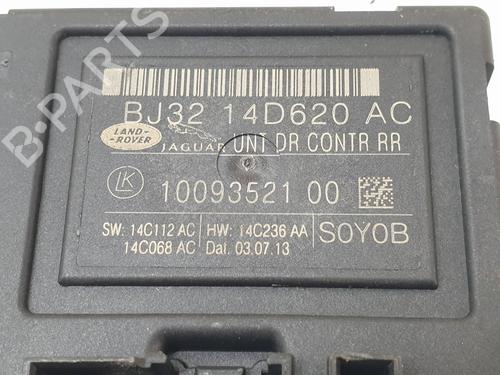 BJ32 14D620 AC
LAND-
ROVER
JAGUAR UNT DR CONTR RR
LK 10093521 00
SW: 14C112 AC HW: 14C236 AA
14C068 AC Dat. 03.07.13
SOYOB
B-PARTS